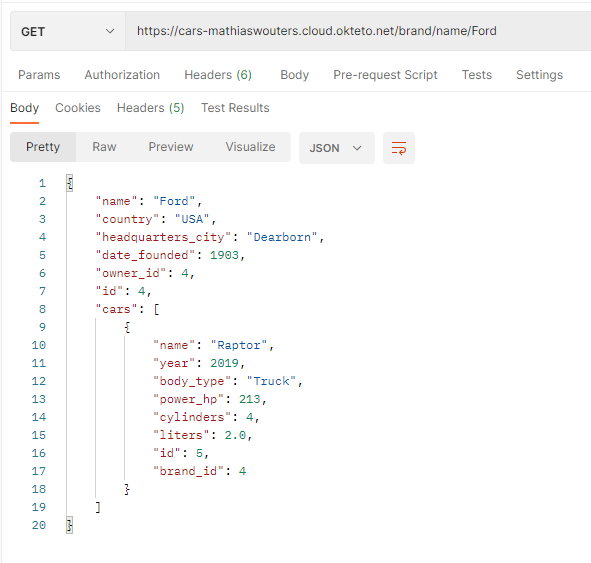 GET https://cars-mathiaswouters.cloud.okteto.net/brand/name/Ford
Params Authorization Headers (6) Body Pre-request Script Tests Settings
Body Cookies Headers (5) Test Results
Pretty Raw Preview Visualize JSON
1 {
2 "name": "Ford",
3 "country": "USA",
4 "headquarters_city": "Dearborn",
5 "date_founded": 1903,
6 "owner_id": 4,
7 "id": 4,
8 "cars": [
9 {
10 "name": "Raptor",
11 "year": 2019,
12 "body_type": "Truck",
13 "power_hp": 213,
14 "cylinders": 4,
15 "liters": 2.0,
16 "id": 5,
17 "brand_id": 4
18 }
19 ]
20 }